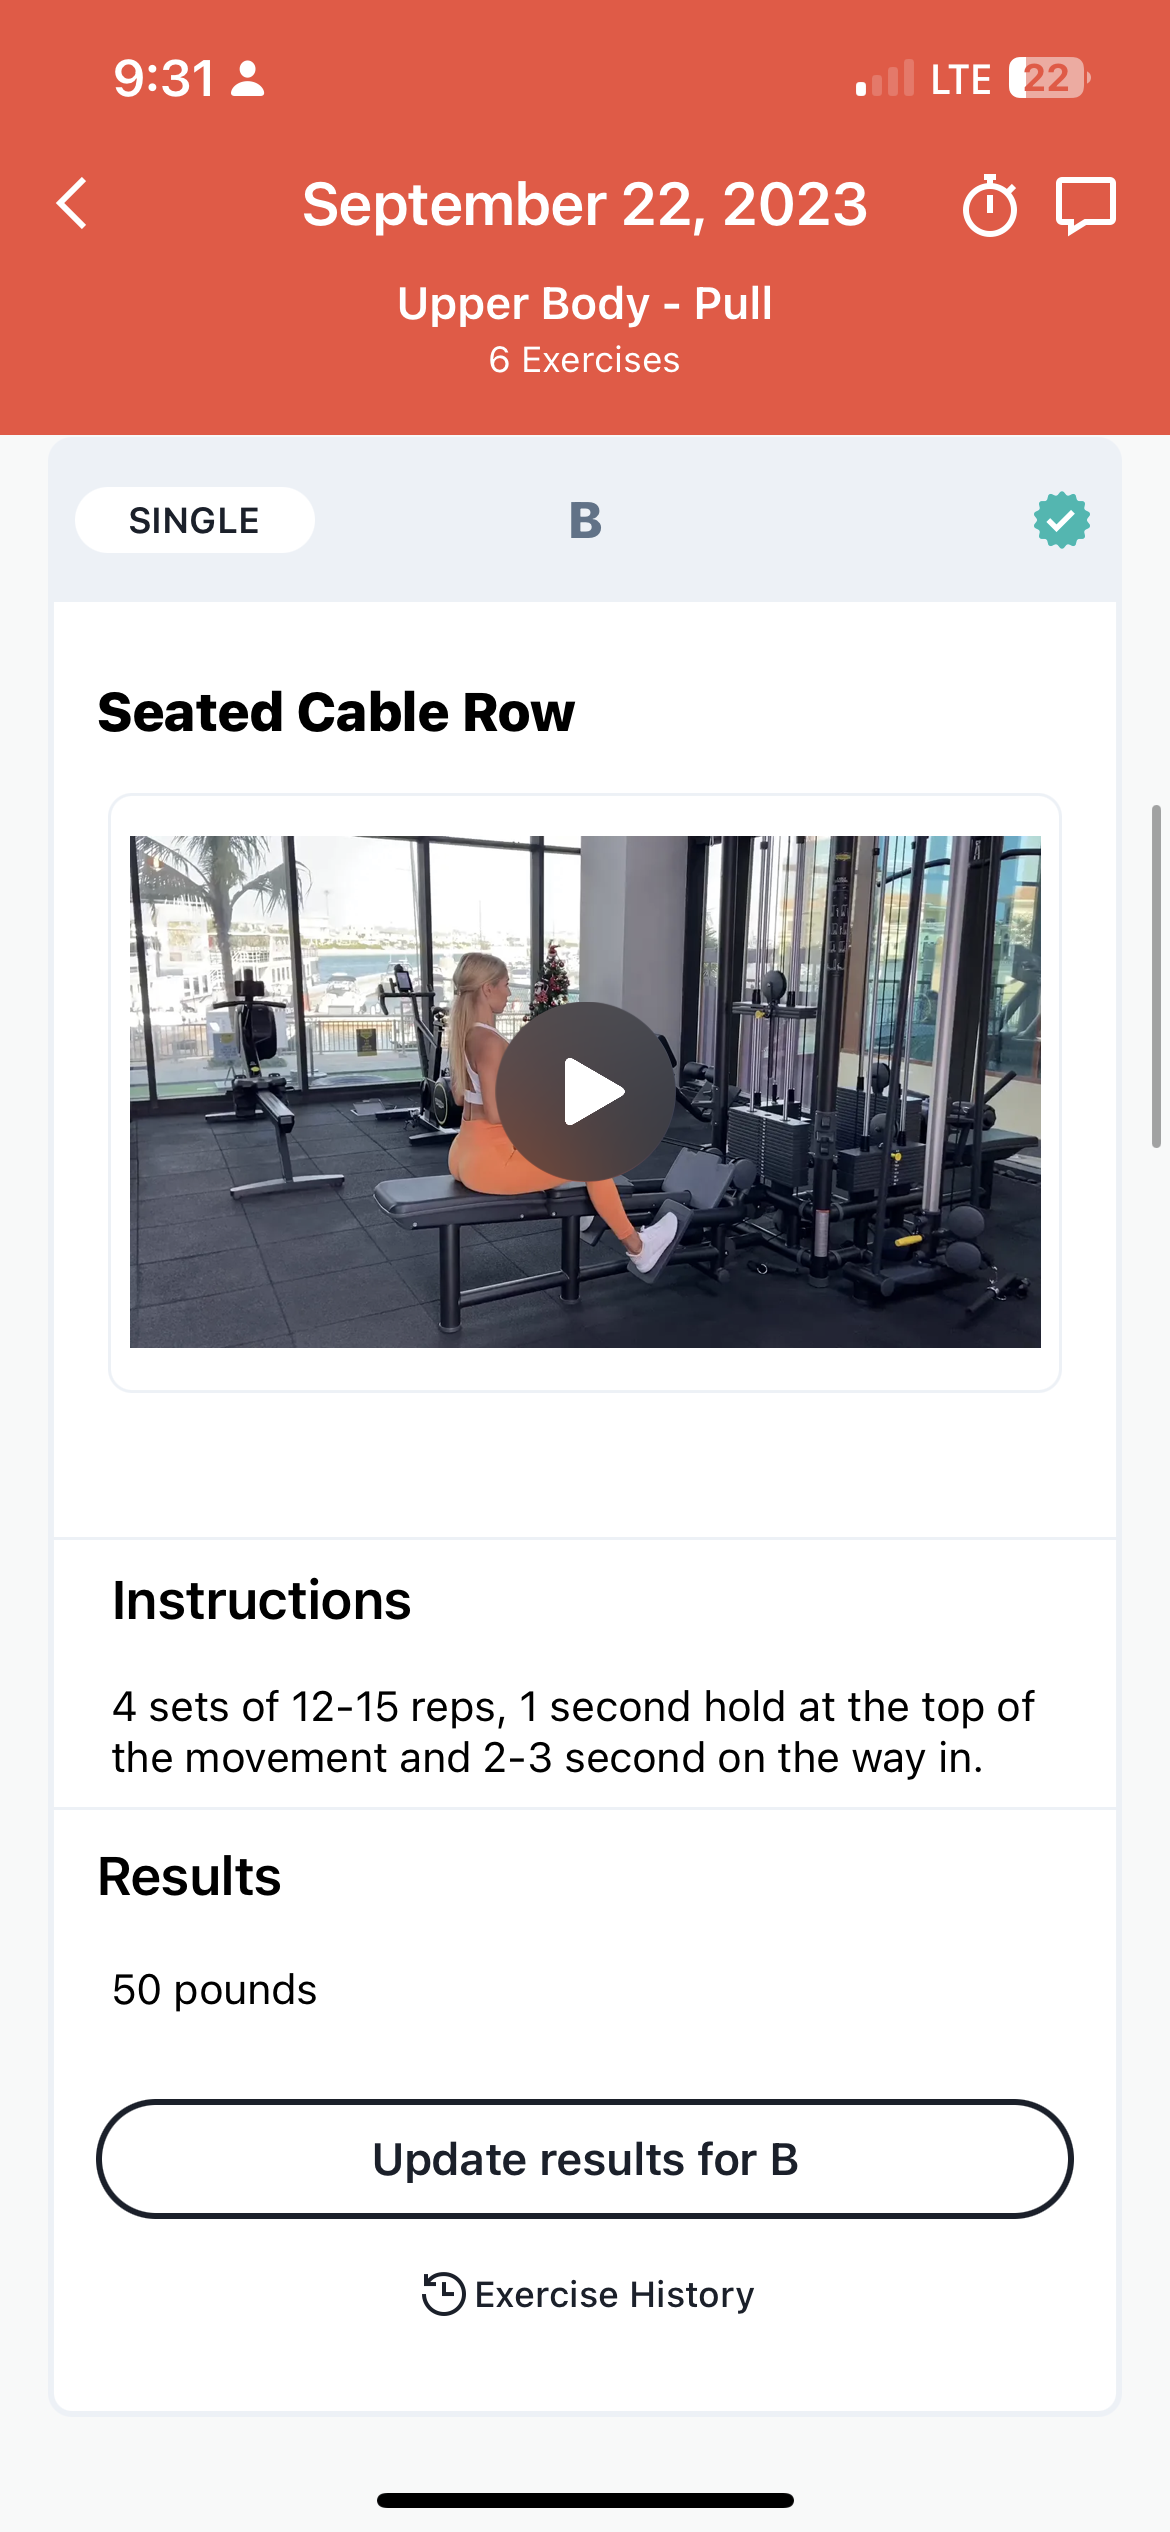 9:31
LTE 22
September 22, 2023
Upper Body - Pull
6 Exercises
SINGLE
B
Seated Cable Row
Instructions
4 sets of 12-15 reps, 1 second hold at the top of
the movement and 2-3 second on the way in.
Results
50 pounds
Update results for B
Exercise History